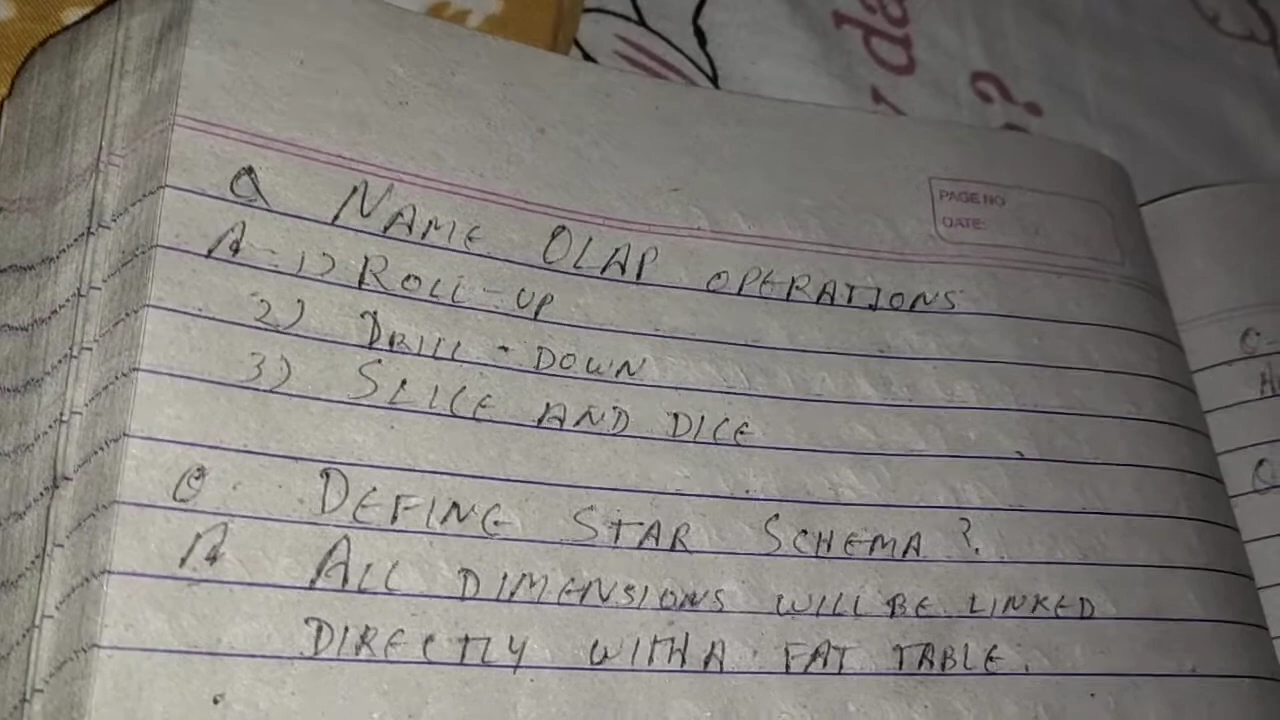 day
?
PAGE NO
DATE:
Q NAME OLAP OPERATIONS
A-1) ROLL-UP
2) DRILL-DOWN
3) SLICE AND DICE
Q. DEFINE STAR SCHEMA?
A ALL DIMENSIONS WILL BE LINKED
DIRECTLY WITH A FAT TABLE.